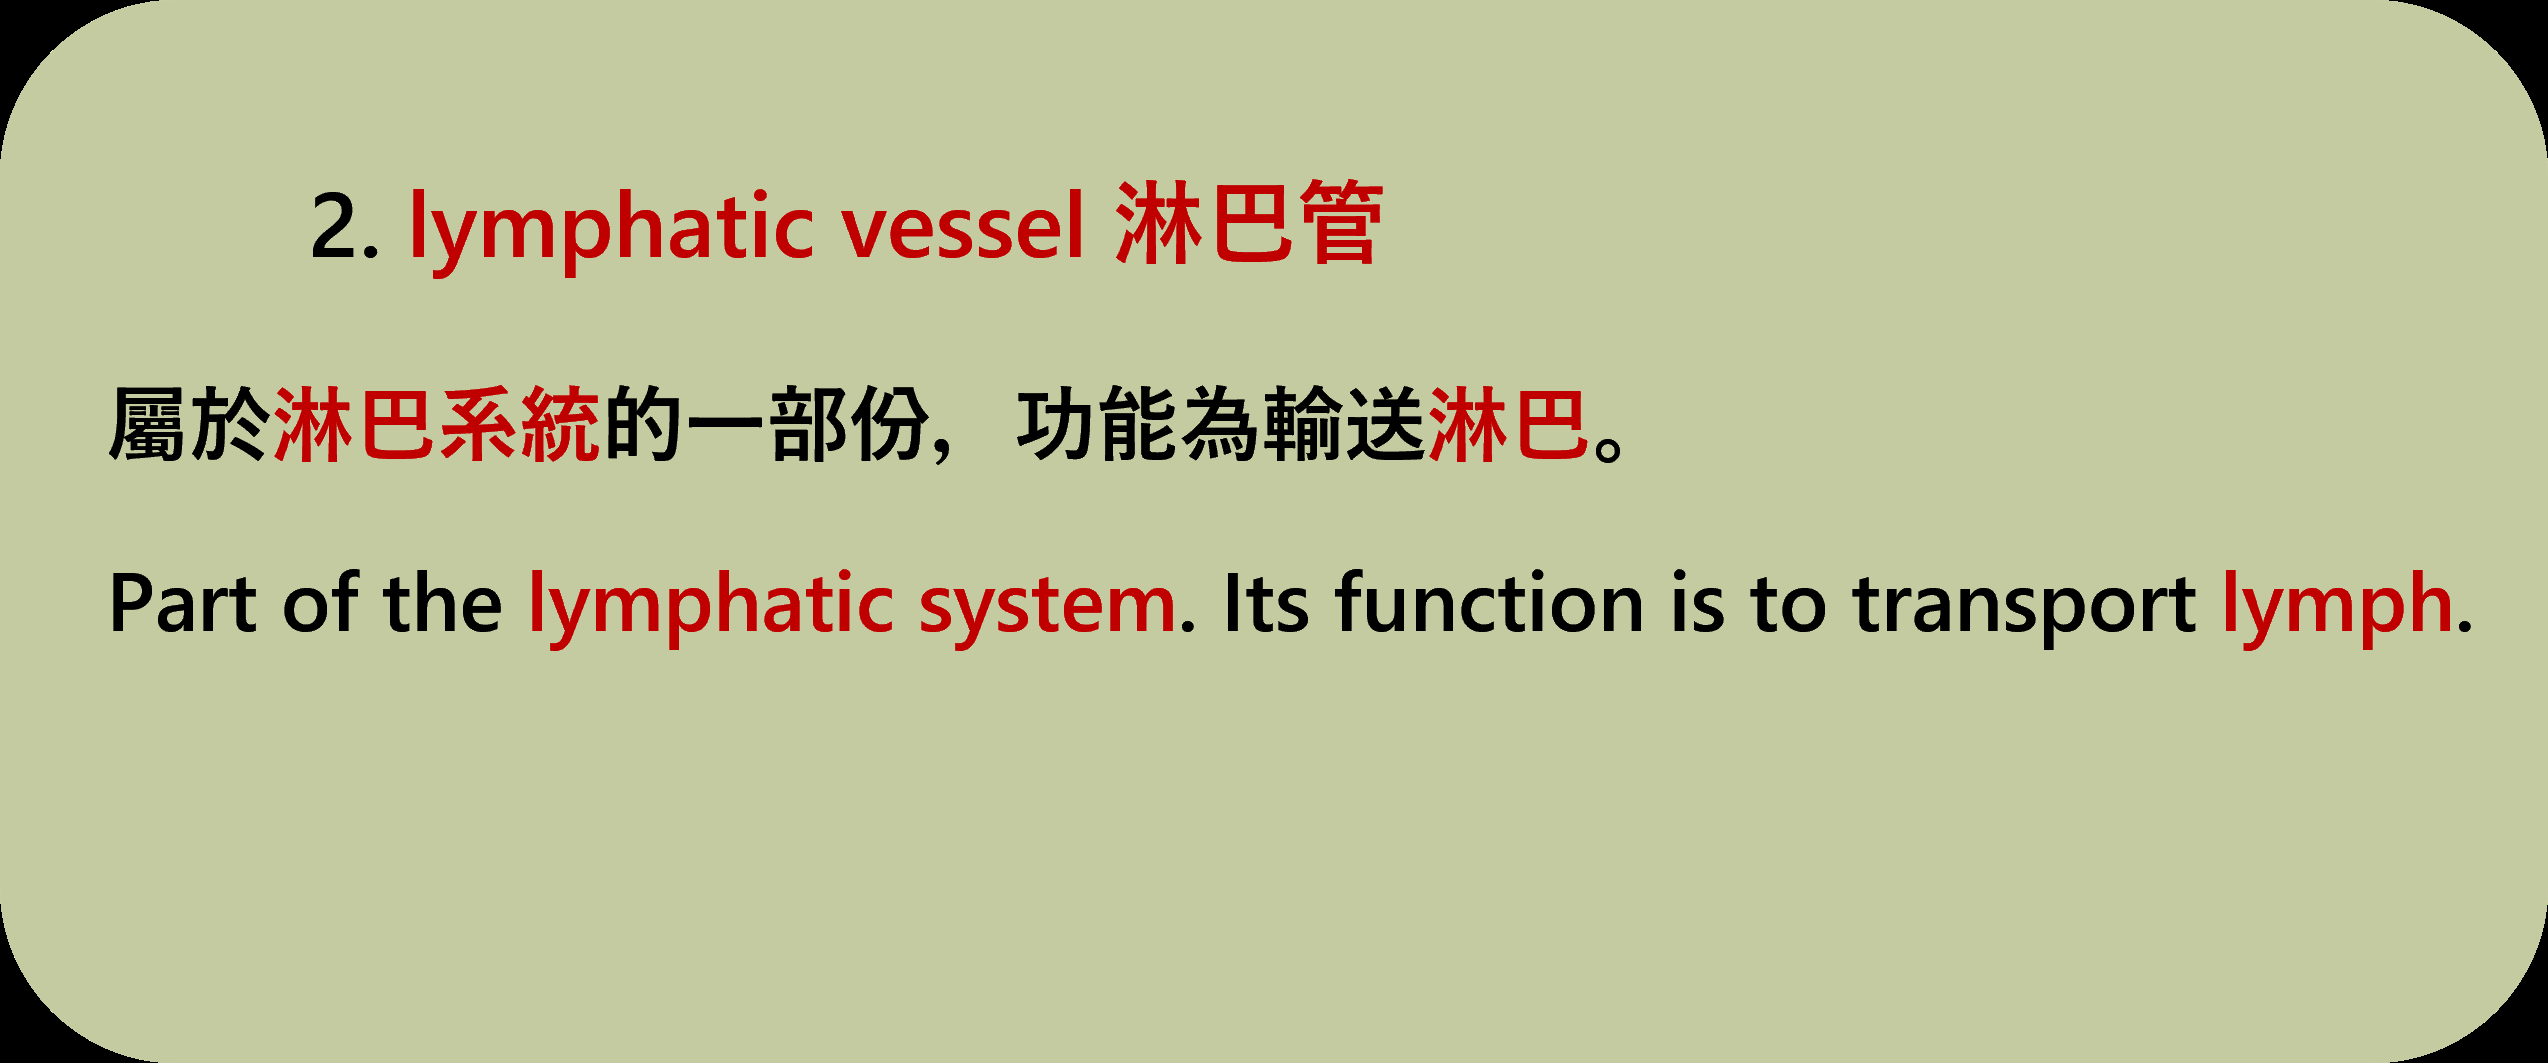 2. lymphatic vessel 淋巴管
屬於淋巴系統的一部份，功能為輸送淋巴。
Part of the lymphatic system. Its function is to transport lymph.